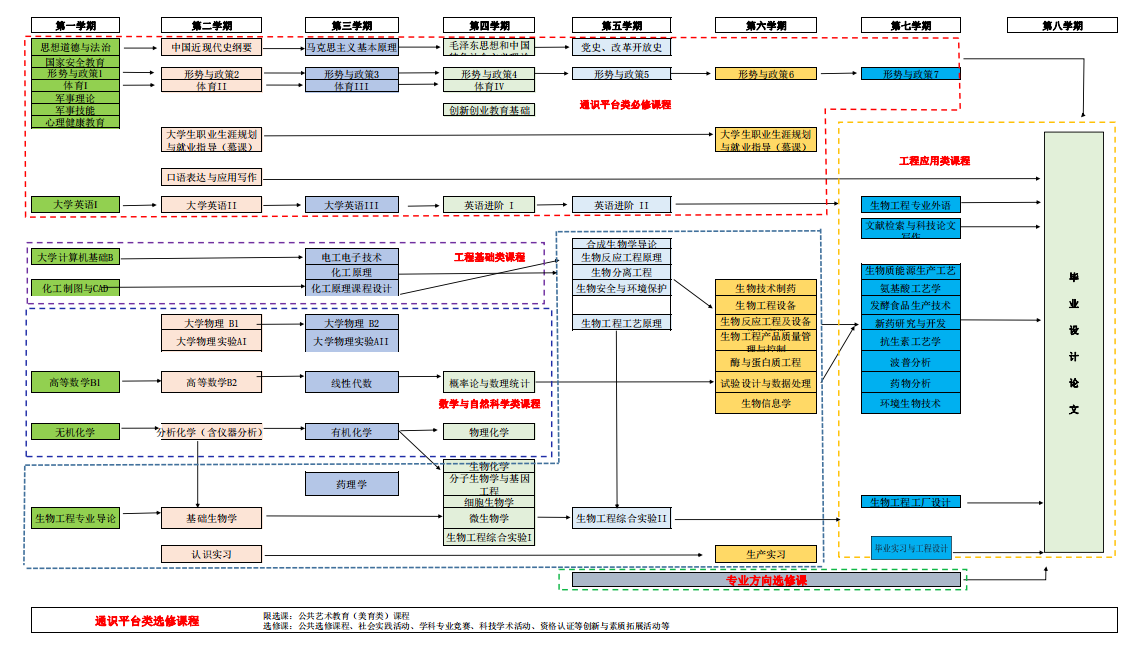 第一学期 第二学期 第三学期 第四学期 第五学期 第六学期 第七学期 第八学期
思想道德与法治 中国近现代史纲要 马克思主义基本原理 毛泽东思想和中国 党史、改革开放史
国家安全教育
形势与政策1 形势与政策2 形势与政策3 形势与政策4 形势与政策5 形势与政策6 形势与政策7
体育I 体育II 体育III 体育IV
军事理论
军事技能 创新创业教育基础 通识平台类必修课程
心理健康教育
大学生职业生涯规划 大学生职业生涯规划
与就业指导（慕课） 与就业指导（慕课）
工程应用类课程
口语表达与应用写作
大学英语I 大学英语II 大学英语III 英语进阶 I 英语进阶 II 生物工程专业外语
文献检索与科技论文
写作
合成生物学导论
大学计算机基础B 电工电子技术 工程基础类课程 生物反应工程原理
化工原理 生物分离工程 生物质能源生产工艺
化工制图与CAD 化工原理课程设计 生物安全与环境保护 生物技术制药 氨基酸工艺学
生物工程设备 发酵食品生产技术
大学物理 B1 大学物理 B2 生物工程工艺原理 生物反应工程及设备 新药研究与开发
大学物理实验AI 大学物理实验AII 生物工程产品质量管 抗生素工艺学
理与控制
酶与蛋白质工程 波普分析
高等数学B1 高等数学B2 线性代数 概率论与数理统计 试验设计与数据处理 药物分析
数学与自然科学类课程 生物信息学 环境生物技术
毕业设计论文
无机化学 分析化学（含仪器分析） 有机化学 物理化学
生物化学
药理学 分子生物学与基因
工程
细胞生物学 生物工程工厂设计
生物工程专业导论 基础生物学 微生物学 生物工程综合实验II
生物工程综合实验I
认识实习 生产实习 毕业实习与工程设计
专业方向选修课
通识平台类选修课程
限选课：公共艺术教育（美育类）课程
选修课：公共选修课程、社会实践活动、学科专业竞赛、科技学术活动、资格认证等创新与素质拓展活动等